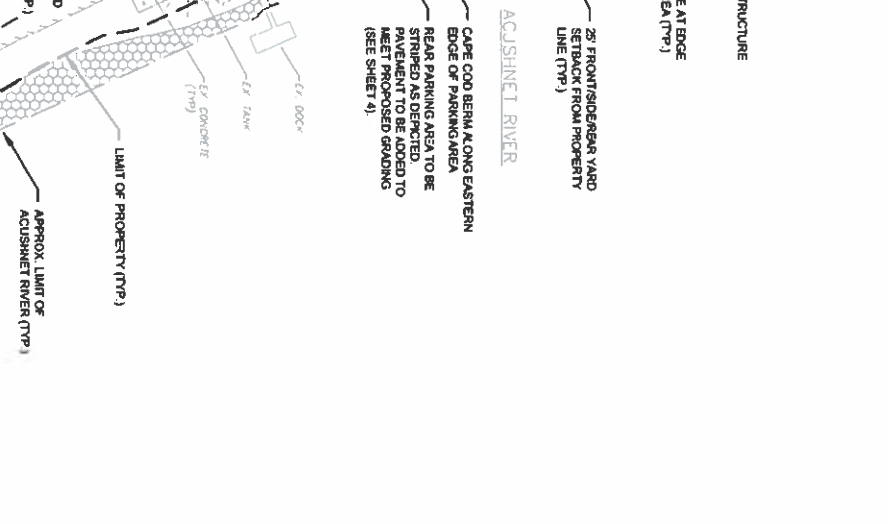 RUCTURE
E AT EDGE
EA (TYP.)
25' FRONT/SIDE/REAR YARD
SETBACK FROM PROPERTY
LINE (TYP.)
ACUSHNET RIVER
CAPE COD BERM ALONG EASTERN
EDGE OF PARKING AREA
REAR PARKING AREA TO BE
STRIPED AS DEPICTED.
PAVEMENT TO BE ADDED TO
MEET PROPOSED GRADING
(SEE SHEET 4).
EX. DOCK
EX. TANK
EX. CONCRETE
(TYP)
LIMIT OF PROPERTY (TYP.)
APPROX. LIMIT OF
ACUSHNET RIVER (TYP.)
D
P.)